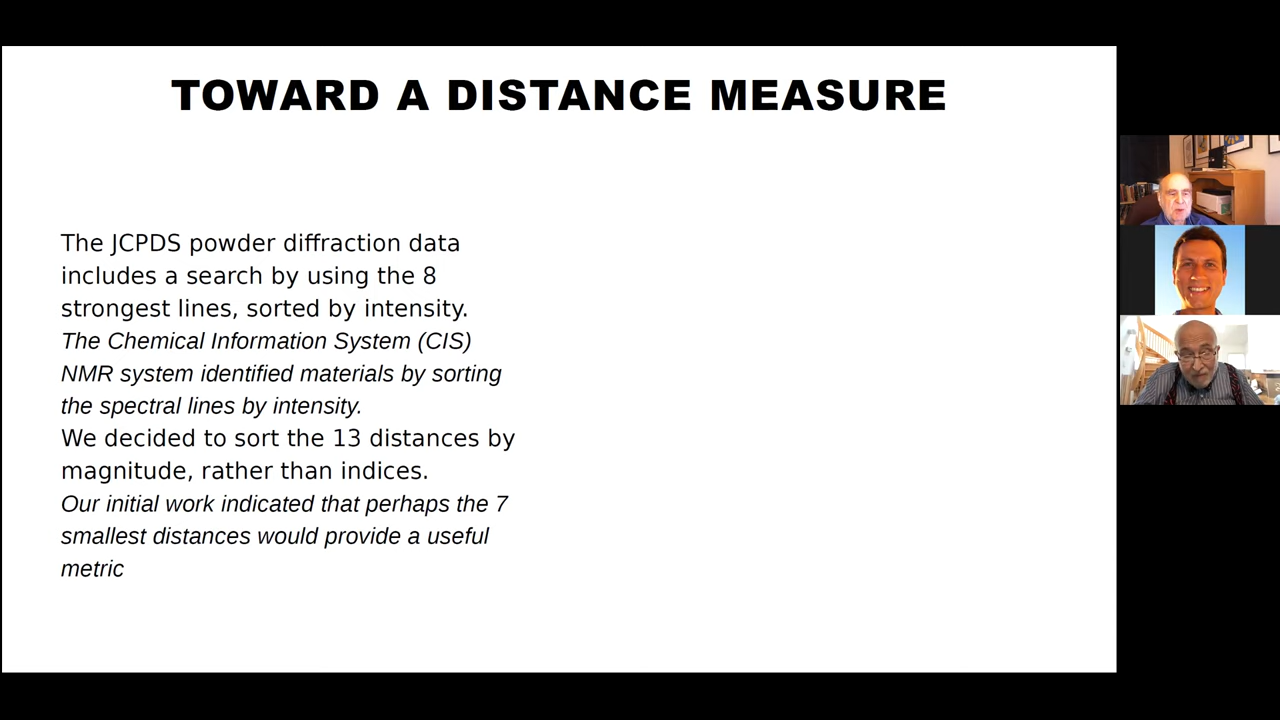 TOWARD A DISTANCE MEASURE
The JCPDS powder diffraction data
includes a search by using the 8
strongest lines, sorted by intensity.
The Chemical Information System (CIS)
NMR system identified materials by sorting
the spectral lines by intensity.
We decided to sort the 13 distances by
magnitude, rather than indices.
Our initial work indicated that perhaps the 7
smallest distances would provide a useful
metric